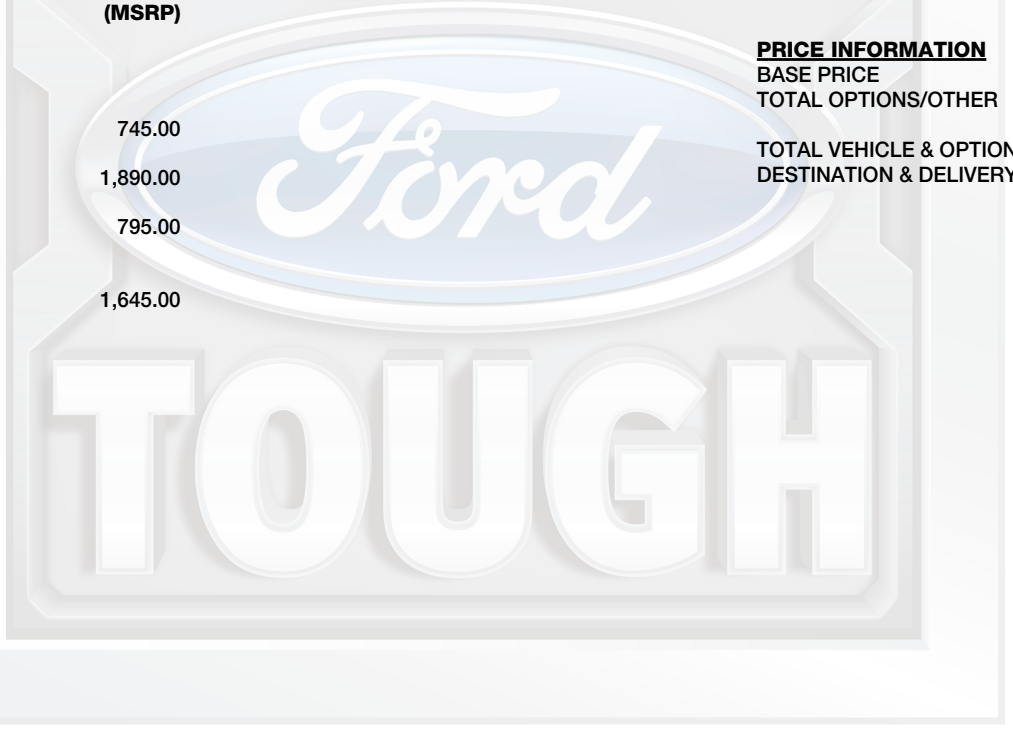 (MSRP)
745.00
1,890.00
795.00
1,645.00
PRICE INFORMATION
BASE PRICE
TOTAL OPTIONS/OTHER
TOTAL VEHICLE & OPTION
DESTINATION & DELIVERY
Ford
TOUGH